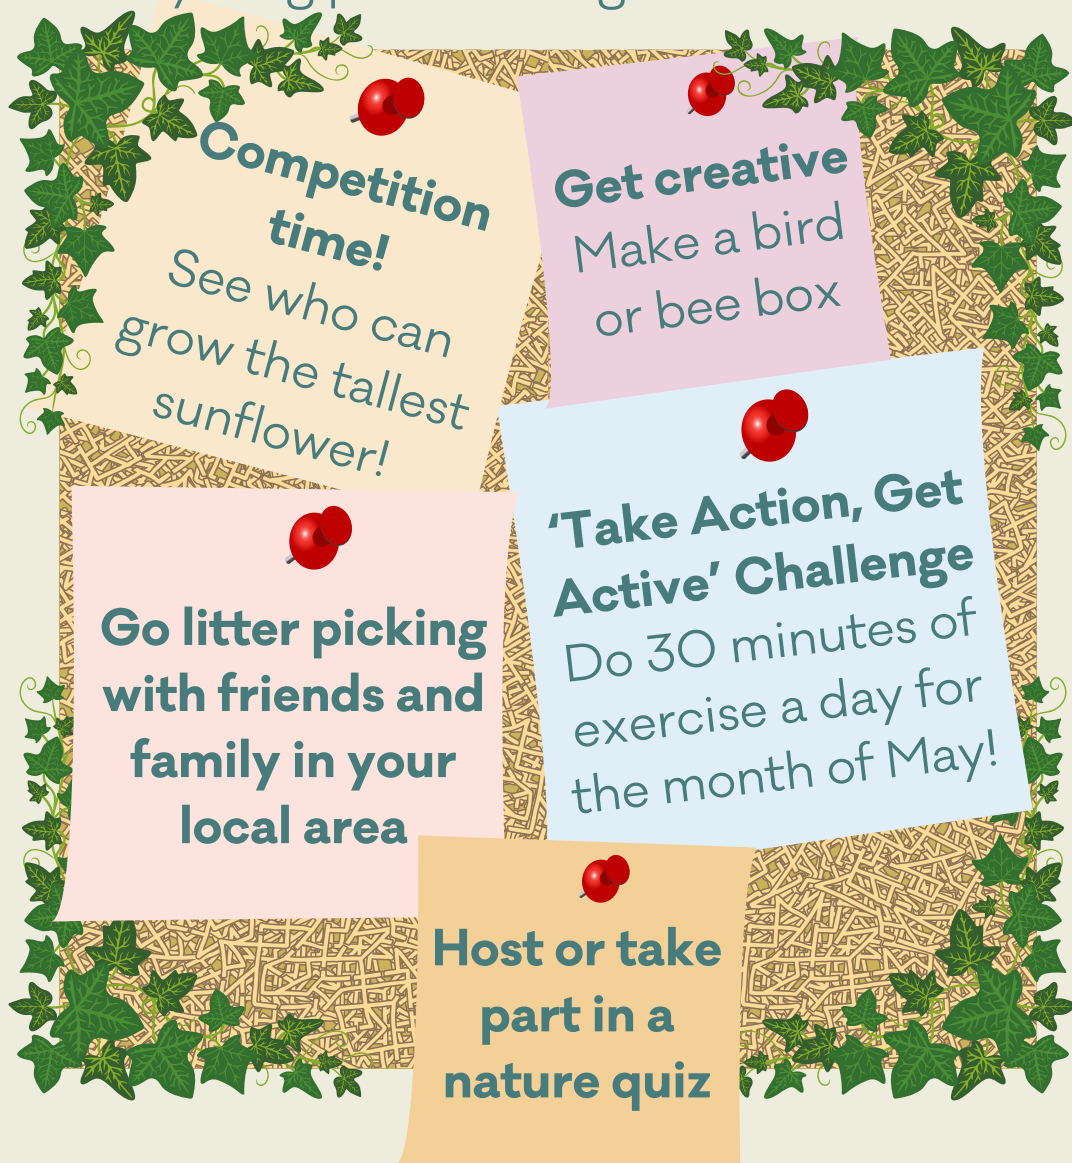 Competition
time!
See who can
grow the tallest
sunflower!
Get creative
Make a bird
or bee box
‘Take Action, Get
Active’ Challenge
Do 30 minutes of
exercise a day for
the month of May!
Go litter picking
with friends and
family in your
local area
Host or take
part in a
nature quiz